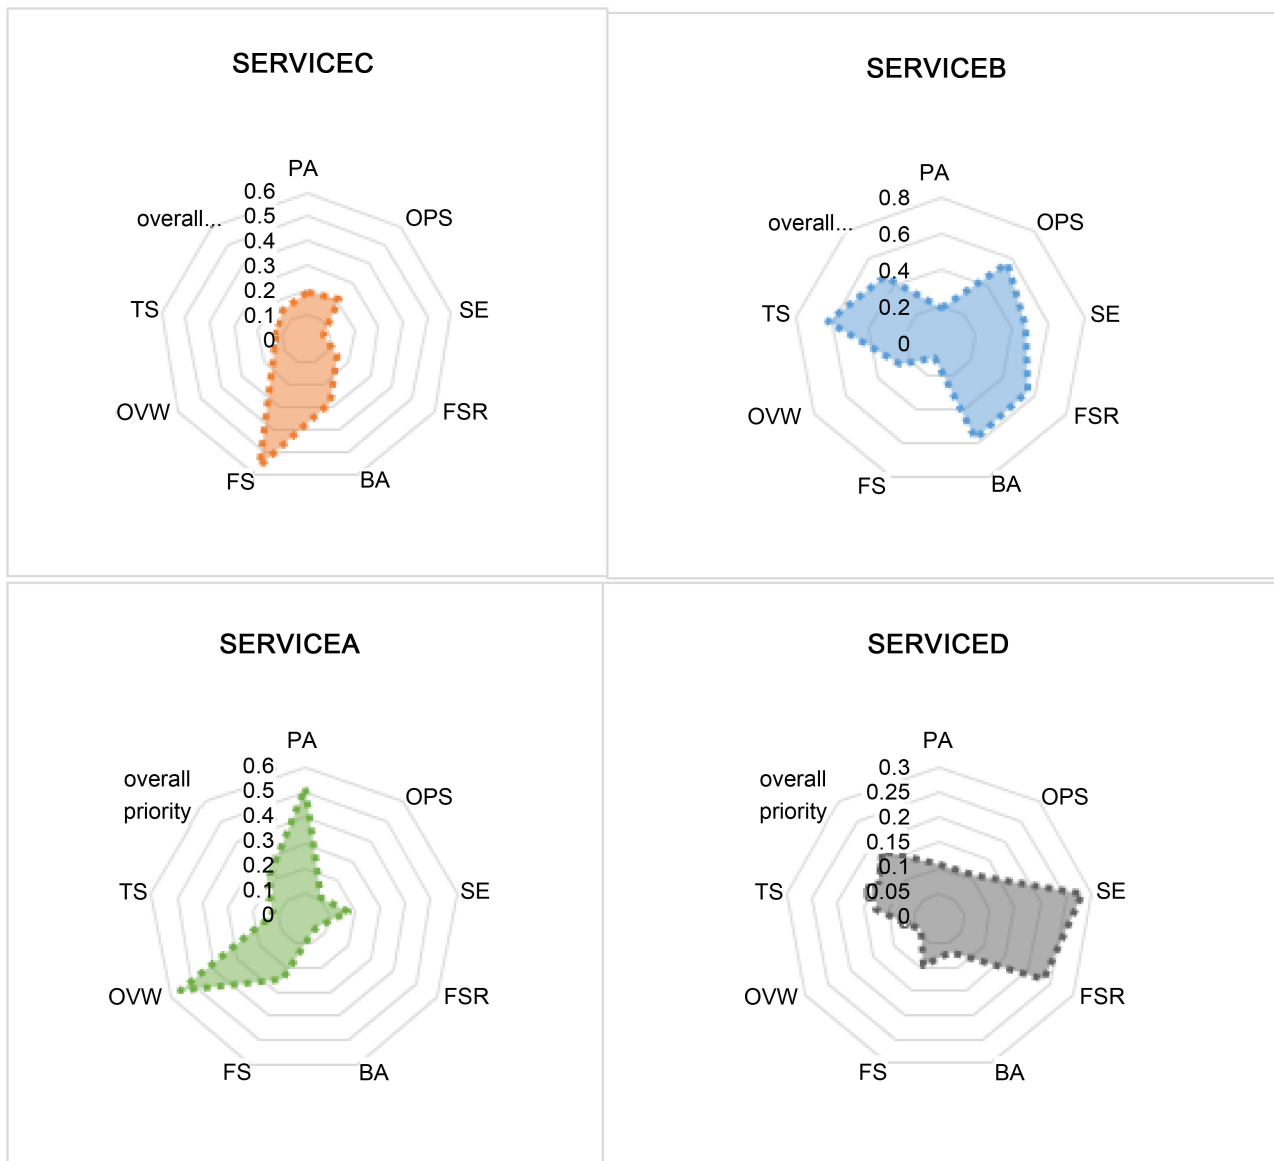 SERVICEC
PA
0.6
0.5
0.4
0.3
0.2
0.1
0
overall...
OPS
TS
SE
OVW
FSR
FS
BA
SERVICEB
PA
0.8
0.6
0.4
0.2
0
overall...
OPS
TS
SE
OVW
FSR
FS
BA
SERVICEA
PA
0.6
0.5
0.4
0.3
0.2
0.1
0
overall
priority
OPS
TS
SE
OVW
FSR
FS
BA
SERVICED
PA
0.3
0.25
0.2
0.15
0.1
0.05
0
overall
priority
OPS
TS
SE
OVW
FSR
FS
BA